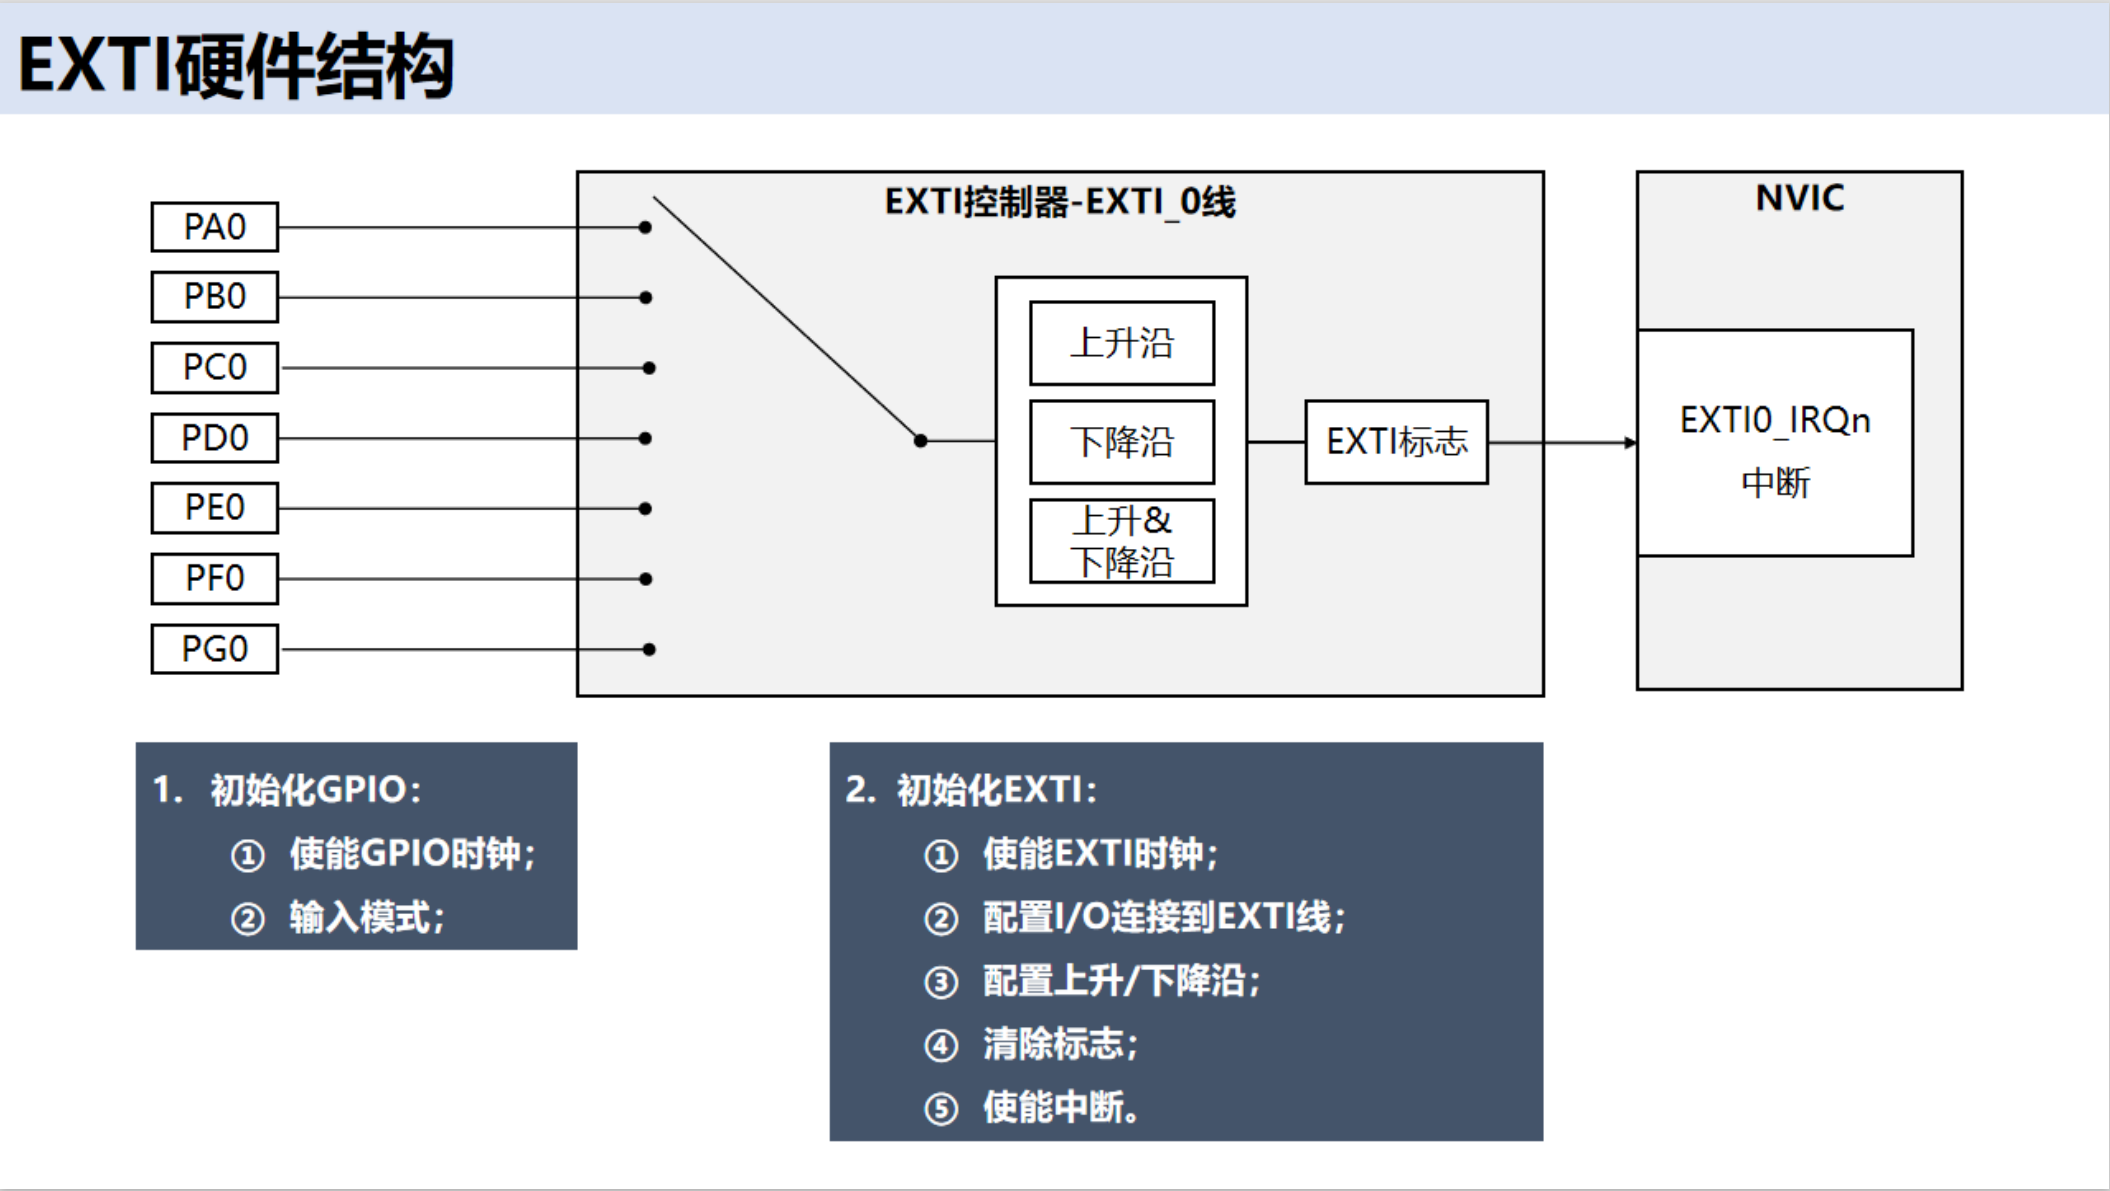 EXTI硬件结构
EXTI控制器-EXTI_0线
NVIC
PA0
PB0
PC0
PD0
PE0
PF0
PG0
上升沿
下降沿
上升&
下降沿
EXTI标志
EXTI0_IRQn
中断
1. 初始化GPIO：
① 使能GPIO时钟；
② 输入模式；
2. 初始化EXTI：
① 使能EXTI时钟；
② 配置I/O连接到EXTI线；
③ 配置上升/下降沿；
④ 清除标志；
⑤ 使能中断。